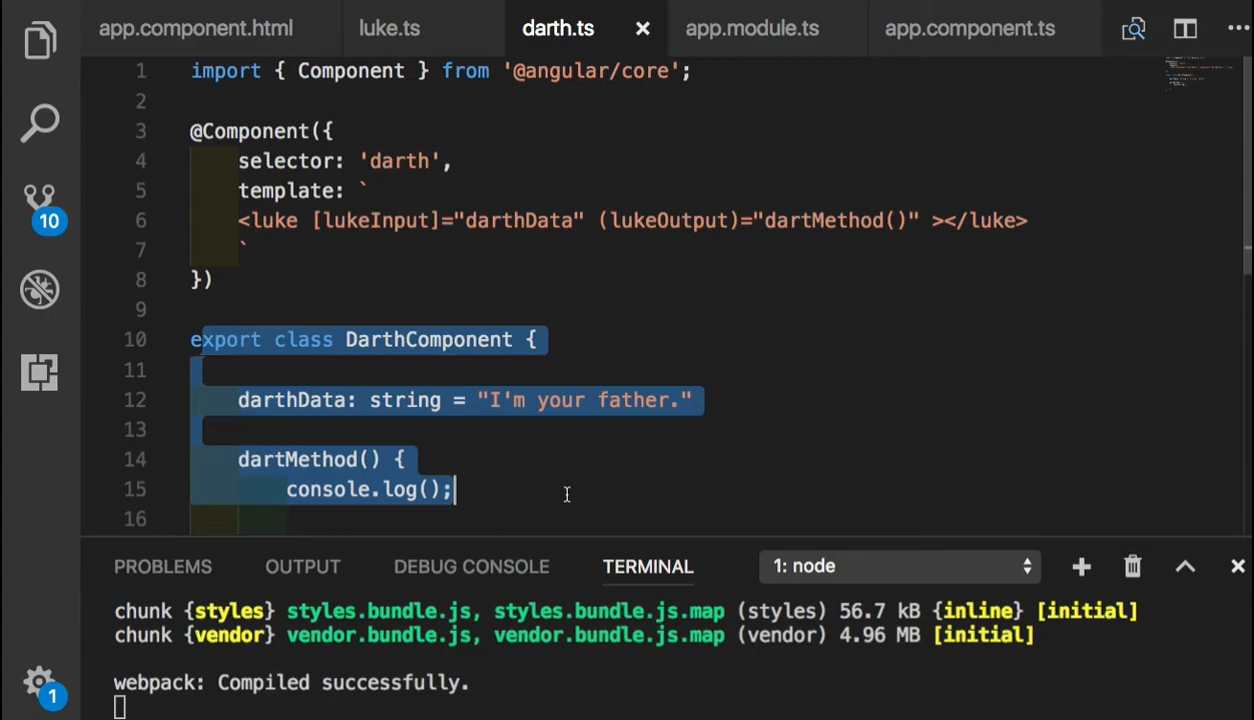 app.component.html luke.ts darth.ts app.module.ts app.component.ts
1 import { Component } from '@angular/core';
2
3 @Component({
4 selector: 'darth',
5 template: `
6 <luke [lukeInput]="darthData" (lukeOutput)="dartMethod()" ></luke>
7 `
8 })
9
10 export class DarthComponent {
11
12 darthData: string = "I'm your father."
13
14 dartMethod() {
15 console.log();
16
10
1
PROBLEMS OUTPUT DEBUG CONSOLE TERMINAL 1: node
chunk {styles} styles.bundle.js, styles.bundle.js.map (styles) 56.7 kB {inline} [initial]
chunk {vendor} vendor.bundle.js, vendor.bundle.js.map (vendor) 4.96 MB [initial]
webpack: Compiled successfully.